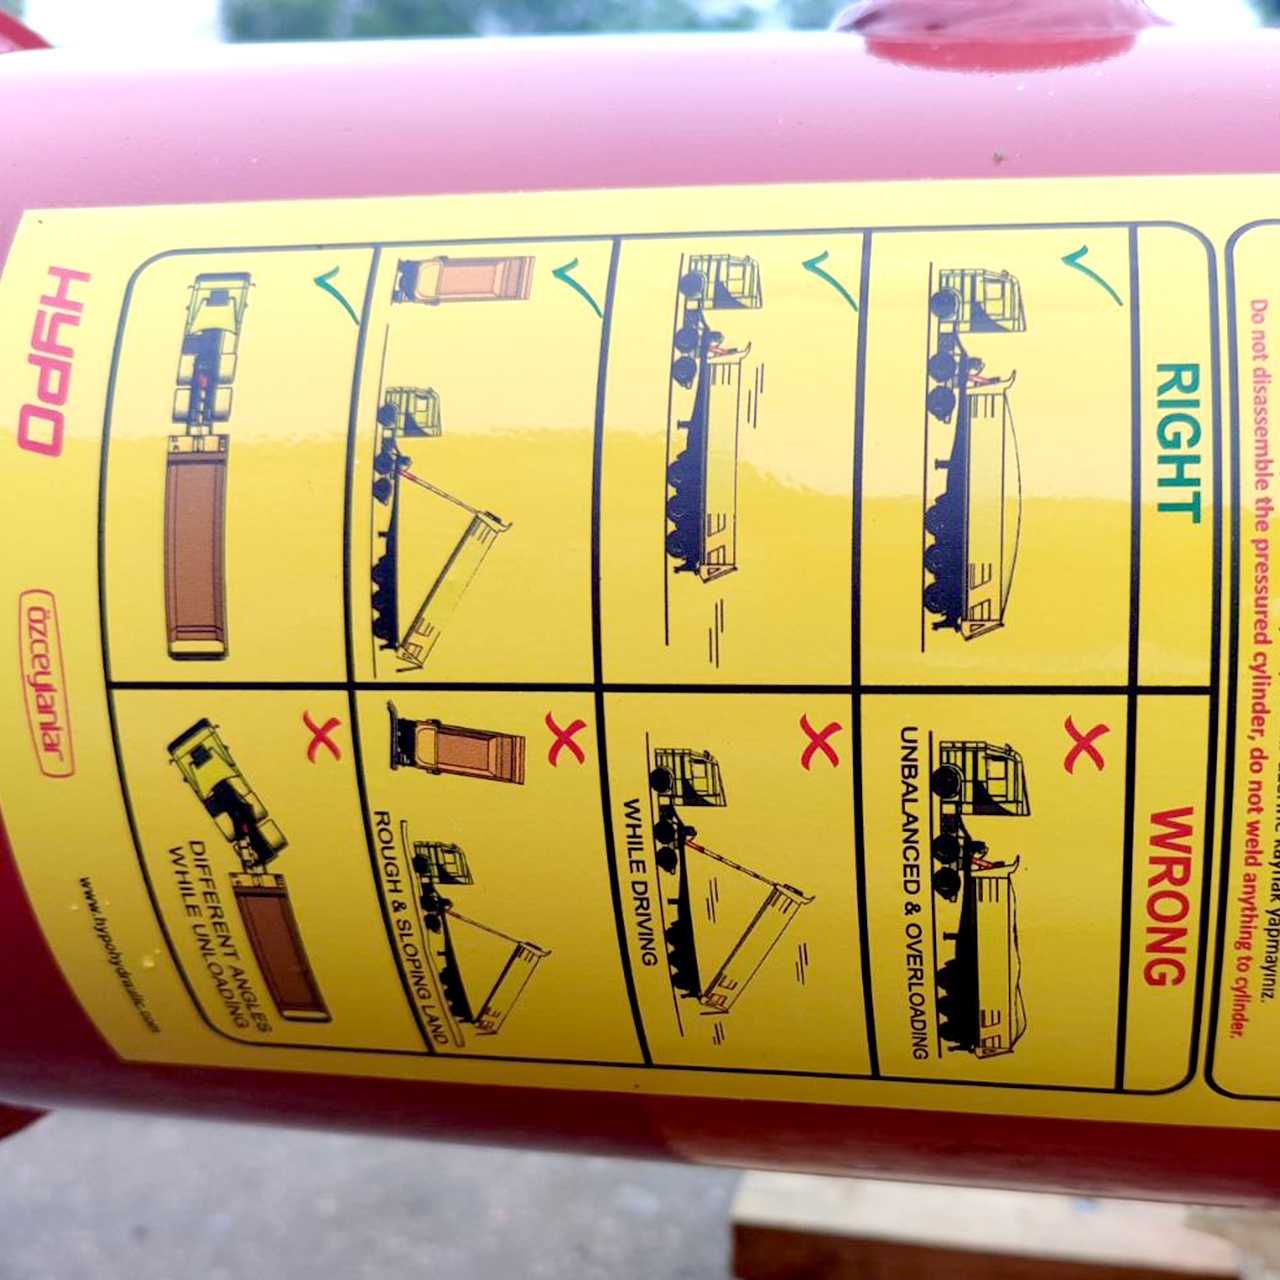 kaynak yapmayınız.
Do not disassemble the pressured cylinder, do not weld anything to cylinder.
RIGHT
WRONG
UNBALANCED & OVERLOADING
WHILE DRIVING
ROUGH & SLOPING LAND
DIFFERENT ANGLES
WHILE UNLOADING
HYPO
özceylanlar
www.hypohydraulic.com